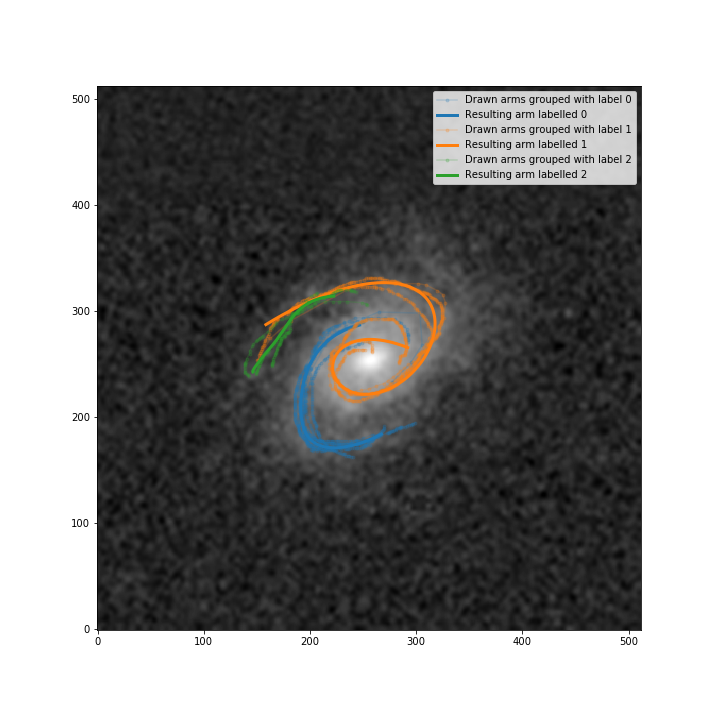 Drawn arms grouped with label 0
Resulting arm labelled 0
Drawn arms grouped with label 1
Resulting arm labelled 1
Drawn arms grouped with label 2
Resulting arm labelled 2
500
400
300
200
100
0
0 100 200 300 400 500